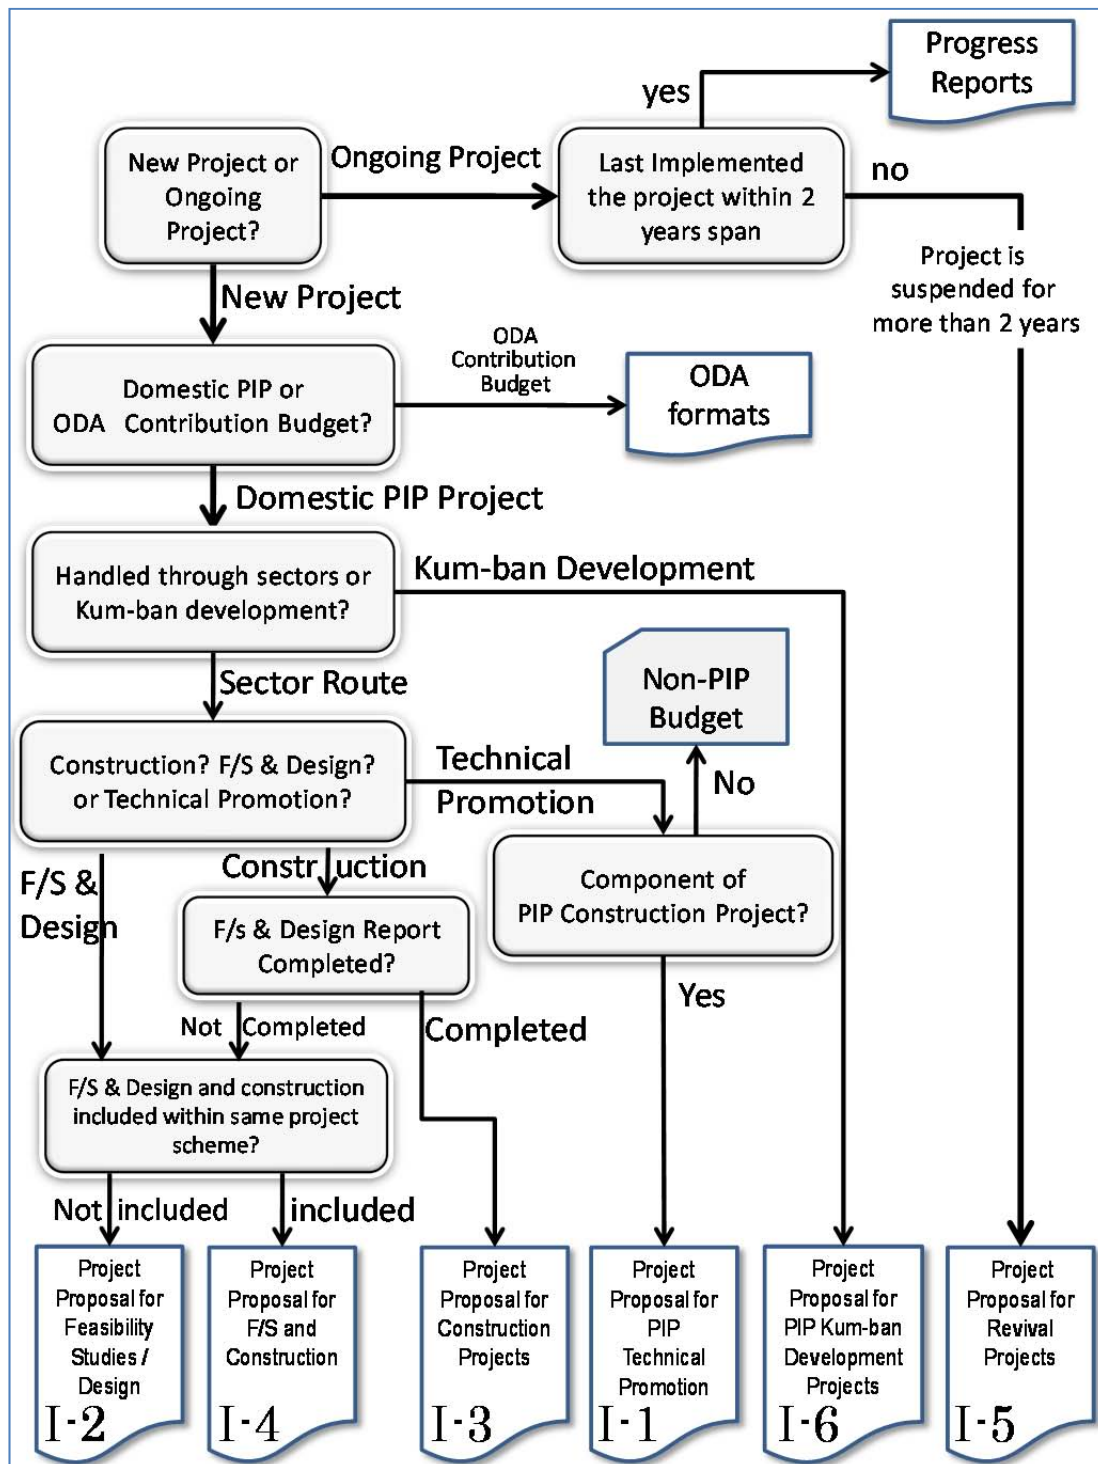 Progress
Reports
yes
New Project or
Ongoing
Project?
Ongoing Project
Last Implemented
the project within 2
years span
no
Project is
suspended for
more than 2 years
New Project
Domestic PIP or
ODA Contribution Budget?
ODA
Contribution
Budget
ODA
formats
Domestic PIP Project
Handled through sectors or
Kum-ban development?
Kum-ban Development
Sector Route
Non-PIP
Budget
Construction? F/S & Design?
or Technical Promotion?
Technical
Promotion
No
F/S &
Design
Construction
Component of
PIP Construction Project?
F/s & Design Report
Completed?
Yes
Not Completed
Completed
F/S & Design and construction
included within same project
scheme?
Not included
included
Project
Proposal for
Feasibility
Studies /
Design
I-2
Project
Proposal for
F/S and
Construction
I-4
Project
Proposal for
Construction
Projects
I-3
Project
Proposal for
PIP
Technical
Promotion
I-1
Project
Proposal for
PIP Kum-ban
Development
Projects
I-6
Project
Proposal for
Revival
Projects
I-5